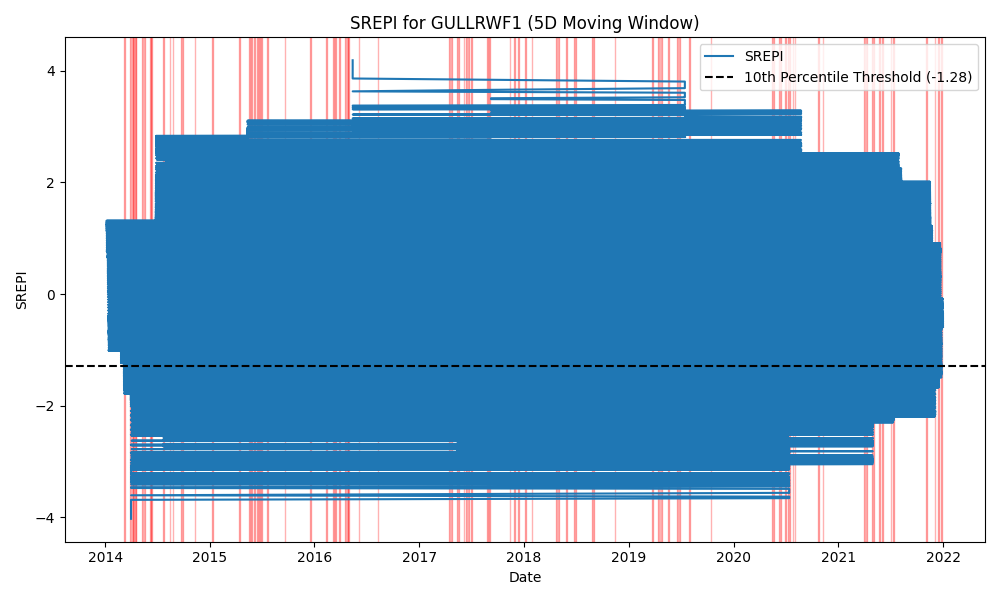 SREPI for GULLRWF1 (5D Moving Window)
SREPI
10th Percentile Threshold (-1.28)
SREPI
4
2
0
−2
−4
2014 2015 2016 2017 2018 2019 2020 2021 2022
Date